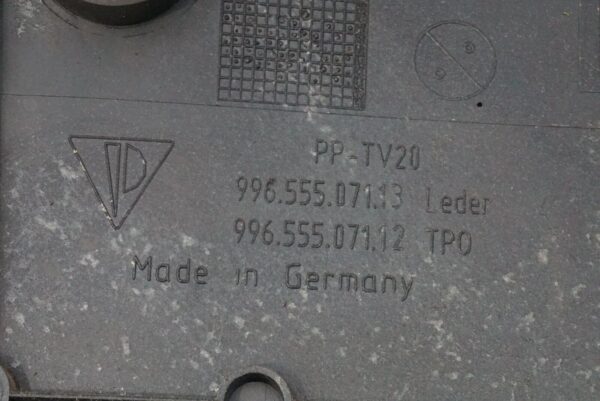 PP-TV20
996.555.071.13 Leder
996.555.071.12 TPO
Made in Germany